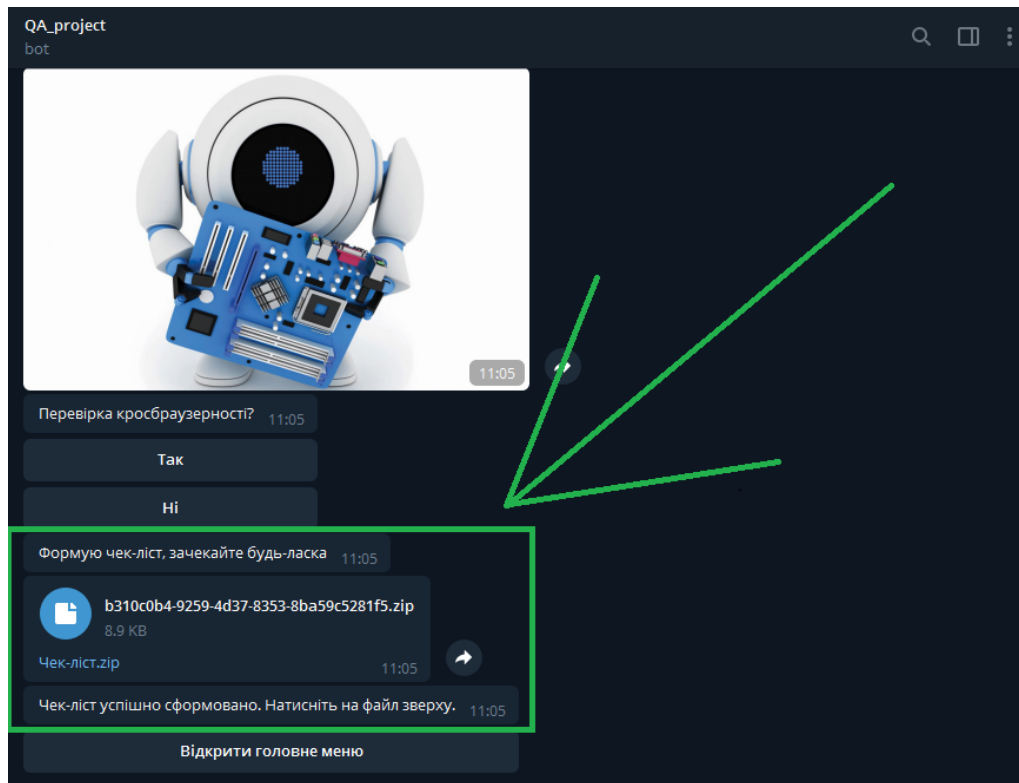 QA_project
bot
11:05
Перевірка кросбраузерності? 11:05
Так
Ні
Формую чек-ліст, зачекайте будь-ласка 11:05
b310c0b4-9259-4d37-8353-8ba59c5281f5.zip
8.9 KB
Чек-ліст.zip 11:05
Чек-ліст успішно сформовано. Натисніть на файл зверху. 11:05
Відкрити головне меню